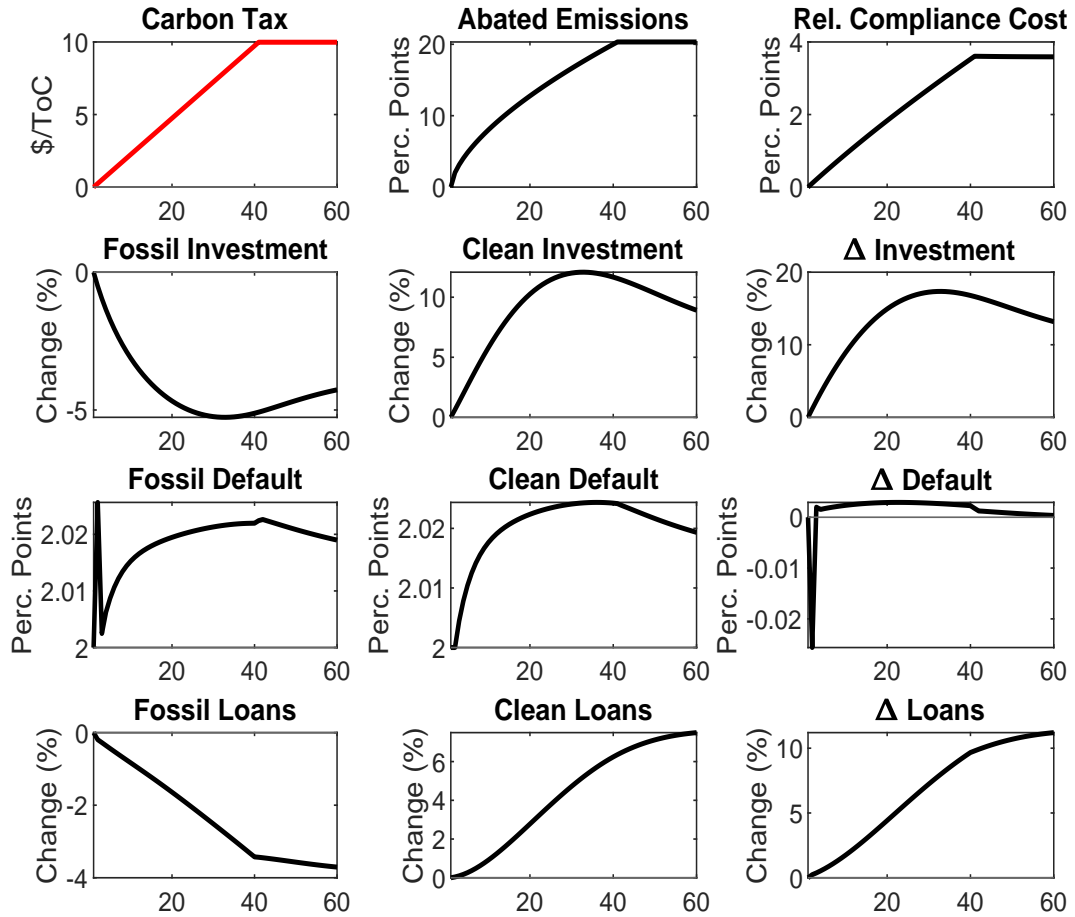 Carbon Tax
Abated Emissions
Rel. Compliance Cost
$/ToC
10
5
0
20 40 60
Perc. Points
20
10
0
20 40 60
Perc. Points
4
2
0
20 40 60
Fossil Investment
Clean Investment
Δ Investment
Change (%)
0
-5
20 40 60
Change (%)
10
5
0
20 40 60
Change (%)
20
10
0
20 40 60
Fossil Default
Clean Default
Δ Default
Perc. Points
2.02
2.01
2
20 40 60
Perc. Points
2.02
2.01
2
20 40 60
Perc. Points
0
-0.01
-0.02
20 40 60
Fossil Loans
Clean Loans
Δ Loans
Change (%)
0
-2
-4
20 40 60
Change (%)
6
4
2
0
20 40 60
Change (%)
10
5
0
20 40 60